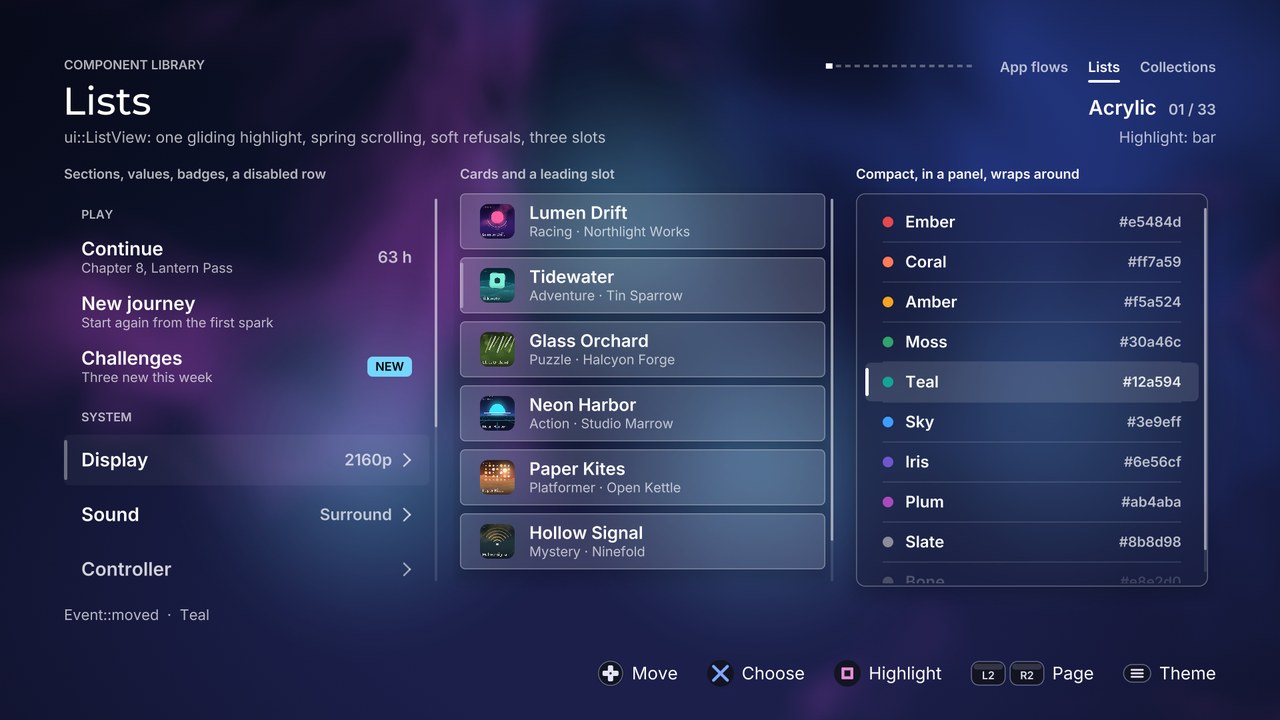 COMPONENT LIBRARY
Lists
ui::ListView: one gliding highlight, spring scrolling, soft refusals, three slots
App flows
Lists
Collections
Acrylic 01 / 33
Highlight: bar
Sections, values, badges, a disabled row
PLAY
Continue
63 h
Chapter 8, Lantern Pass
New journey
Start again from the first spark
Challenges
NEW
Three new this week
SYSTEM
Display 2160p
Sound Surround
Controller
Cards and a leading slot
Lumen Drift
Racing · Northlight Works
Tidewater
Adventure · Tin Sparrow
Glass Orchard
Puzzle · Halcyon Forge
Neon Harbor
Action · Studio Marrow
Paper Kites
Platformer · Open Kettle
Hollow Signal
Mystery · Ninefold
Compact, in a panel, wraps around
Ember #e5484d
Coral #ff7a59
Amber #f5a524
Moss #30a46c
Teal #12a594
Sky #3e9eff
Iris #6e56cf
Plum #ab4aba
Slate #8b8d98
Bone #e8e2d0
Event::moved · Teal
Move
Choose
Highlight
L2 R2 Page
Theme